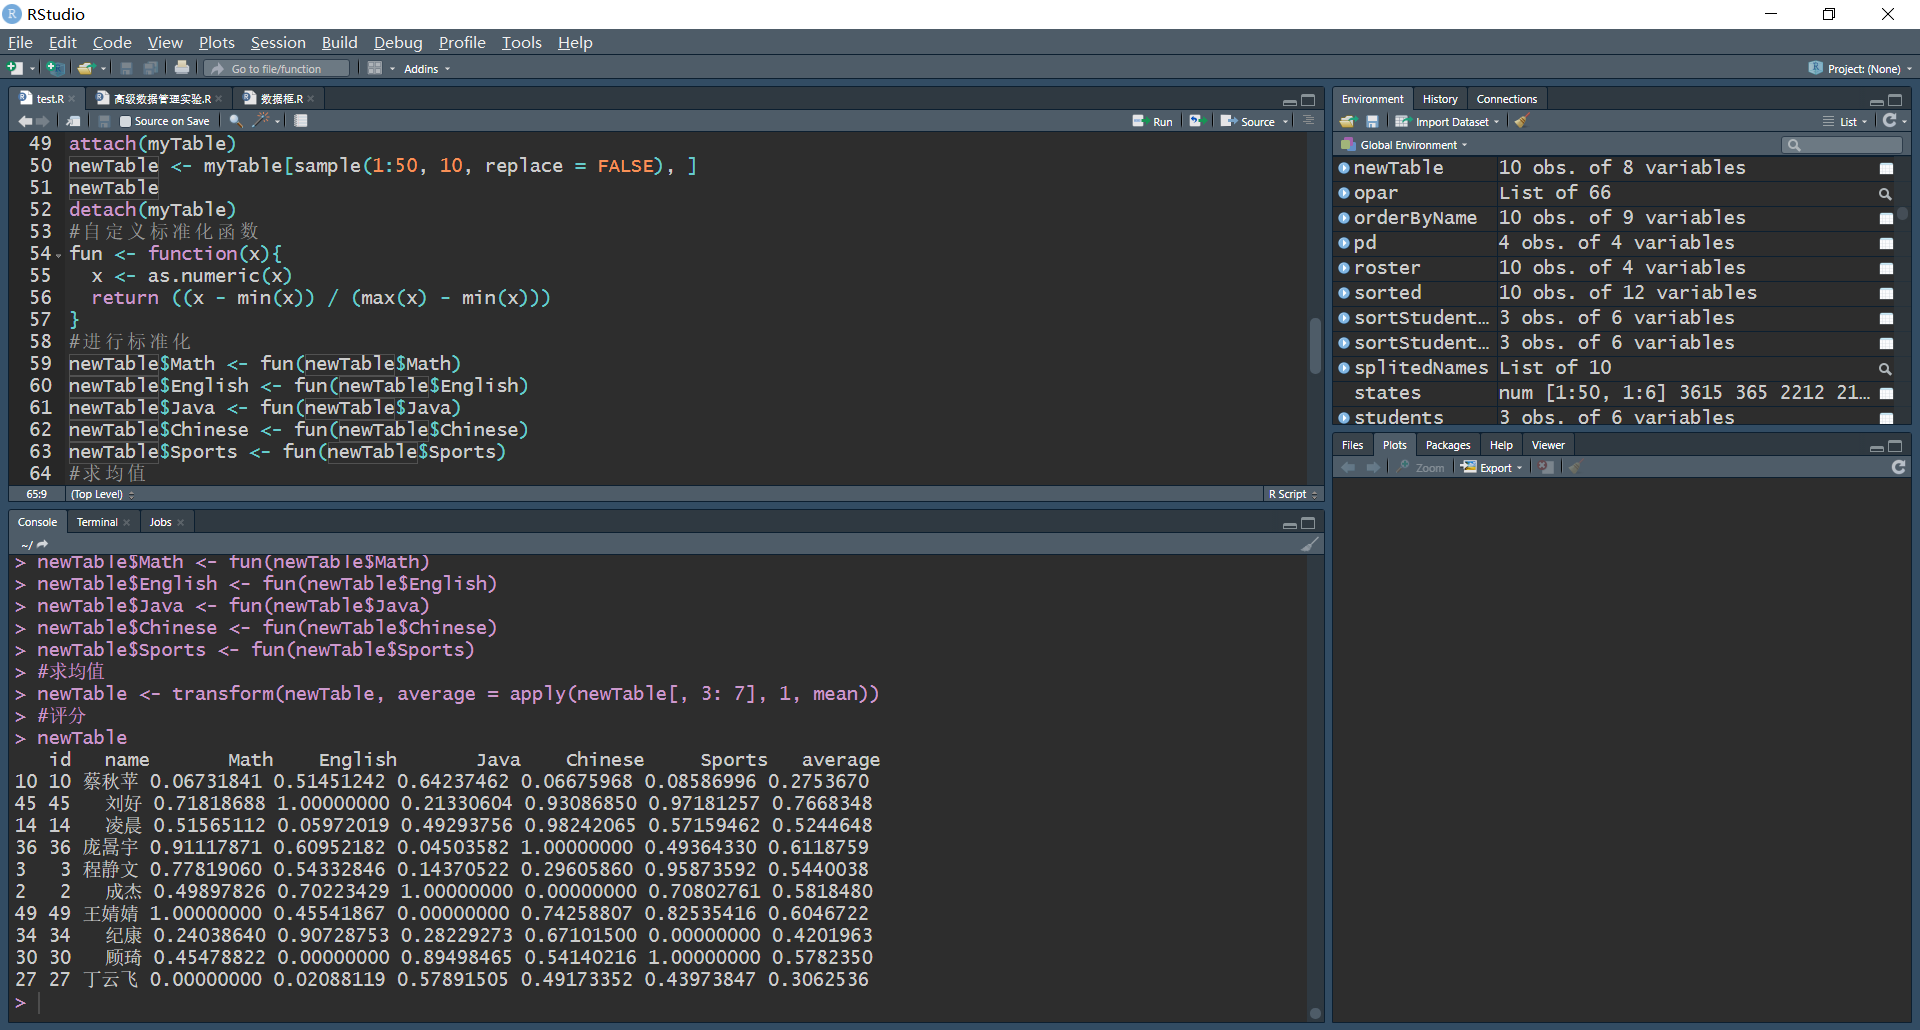 RStudio
File Edit Code View Plots Session Build Debug Profile Tools Help
Go to file/function Addins Project: (None)
test.R 高级数据管理实验.R 数据框.R
Source on Save Run Source
49 attach(myTable)
50 newTable <- myTable[sample(1:50, 10, replace = FALSE), ]
51 newTable
52 detach(myTable)
53 #自定义标准化函数
54 fun <- function(x){
55 x <- as.numeric(x)
56 return ((x - min(x)) / (max(x) - min(x)))
57 }
58 #进行标准化
59 newTable$Math <- fun(newTable$Math)
60 newTable$English <- fun(newTable$English)
61 newTable$Java <- fun(newTable$Java)
62 newTable$Chinese <- fun(newTable$Chinese)
63 newTable$Sports <- fun(newTable$Sports)
64 #求均值
65:9 (Top Level) R Script
Console Terminal Jobs
~/
> newTable$Math <- fun(newTable$Math)
> newTable$English <- fun(newTable$English)
> newTable$Java <- fun(newTable$Java)
> newTable$Chinese <- fun(newTable$Chinese)
> newTable$Sports <- fun(newTable$Sports)
> #求均值
> newTable <- transform(newTable, average = apply(newTable[, 3: 7], 1, mean))
> #评分
> newTable
id name Math English Java Chinese Sports average
10 10 蔡秋苹 0.06731841 0.51451242 0.64237462 0.06675968 0.08586996 0.2753670
45 45 刘好 0.71818688 1.00000000 0.21330604 0.93086850 0.97181257 0.7668348
14 14 凌晨 0.51565112 0.05972019 0.49293756 0.98242065 0.57159462 0.5244648
36 36 庞暠宇 0.91117871 0.60952182 0.04503582 1.00000000 0.49364330 0.6118759
3 3 程静文 0.77819060 0.54332846 0.14370522 0.29605860 0.95873592 0.5440038
2 2 成杰 0.49897826 0.70223429 1.00000000 0.00000000 0.70802761 0.5818480
49 49 王婧婧 1.00000000 0.45541867 0.00000000 0.74258807 0.82535416 0.6046722
34 34 纪康 0.24038640 0.90728753 0.28229273 0.67101500 0.00000000 0.4201963
30 30 顾琦 0.45478822 0.00000000 0.89498465 0.54140216 1.00000000 0.5782350
27 27 丁云飞 0.00000000 0.02088119 0.57891505 0.49173352 0.43973847 0.3062536
>
Environment History Connections
Import Dataset List
Global Environment
newTable 10 obs. of 8 variables
opar List of 66
orderByName 10 obs. of 9 variables
pd 4 obs. of 4 variables
roster 10 obs. of 4 variables
sorted 10 obs. of 12 variables
sortStudent… 3 obs. of 6 variables
sortStudent… 3 obs. of 6 variables
splitedNames List of 10
states num [1:50, 1:6] 3615 365 2212 21…
students 3 obs. of 6 variables
Files Plots Packages Help Viewer
Zoom Export